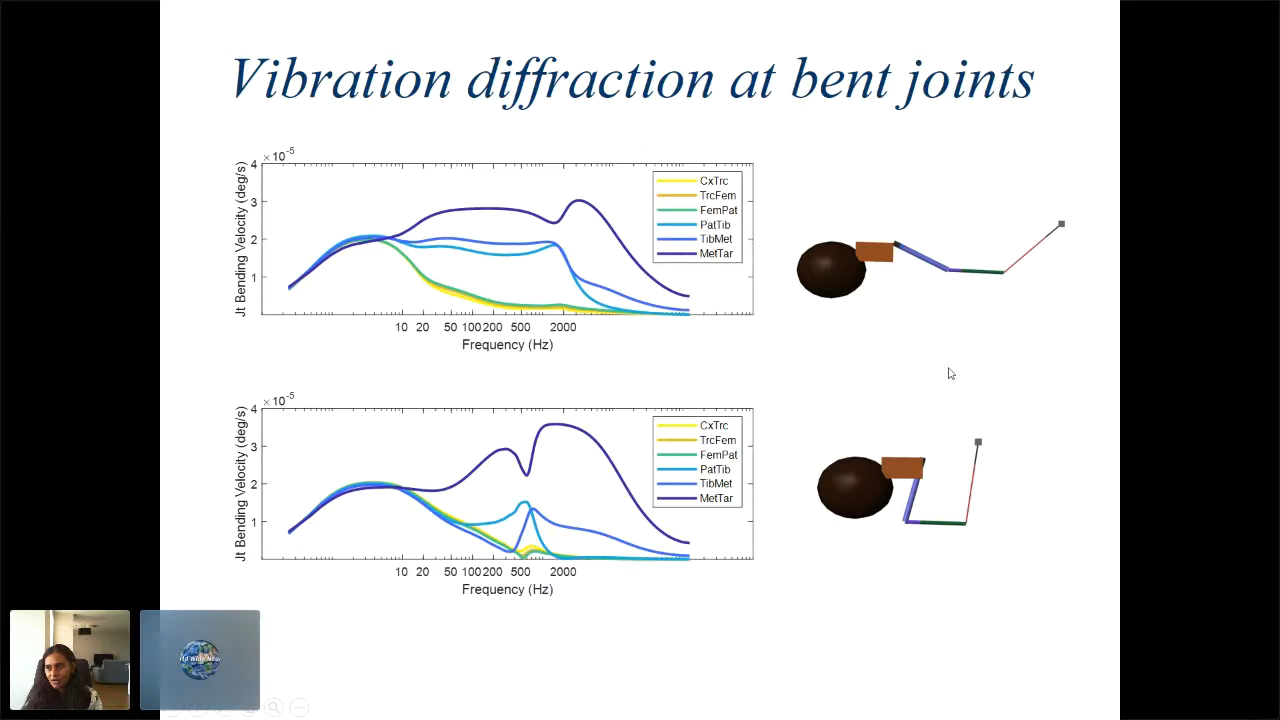 Vibration diffraction at bent joints
×10-5
4
3
2
1
Jt Bending Velocity (deg/s)
CxTrc
TrcFem
FemPat
PatTib
TibMet
MetTar
10 20 50 100 200 500 2000
Frequency (Hz)
×10-5
4
3
2
1
Jt Bending Velocity (deg/s)
CxTrc
TrcFem
FemPat
PatTib
TibMet
MetTar
10 20 50 100 200 500 2000
Frequency (Hz)
ld Wide